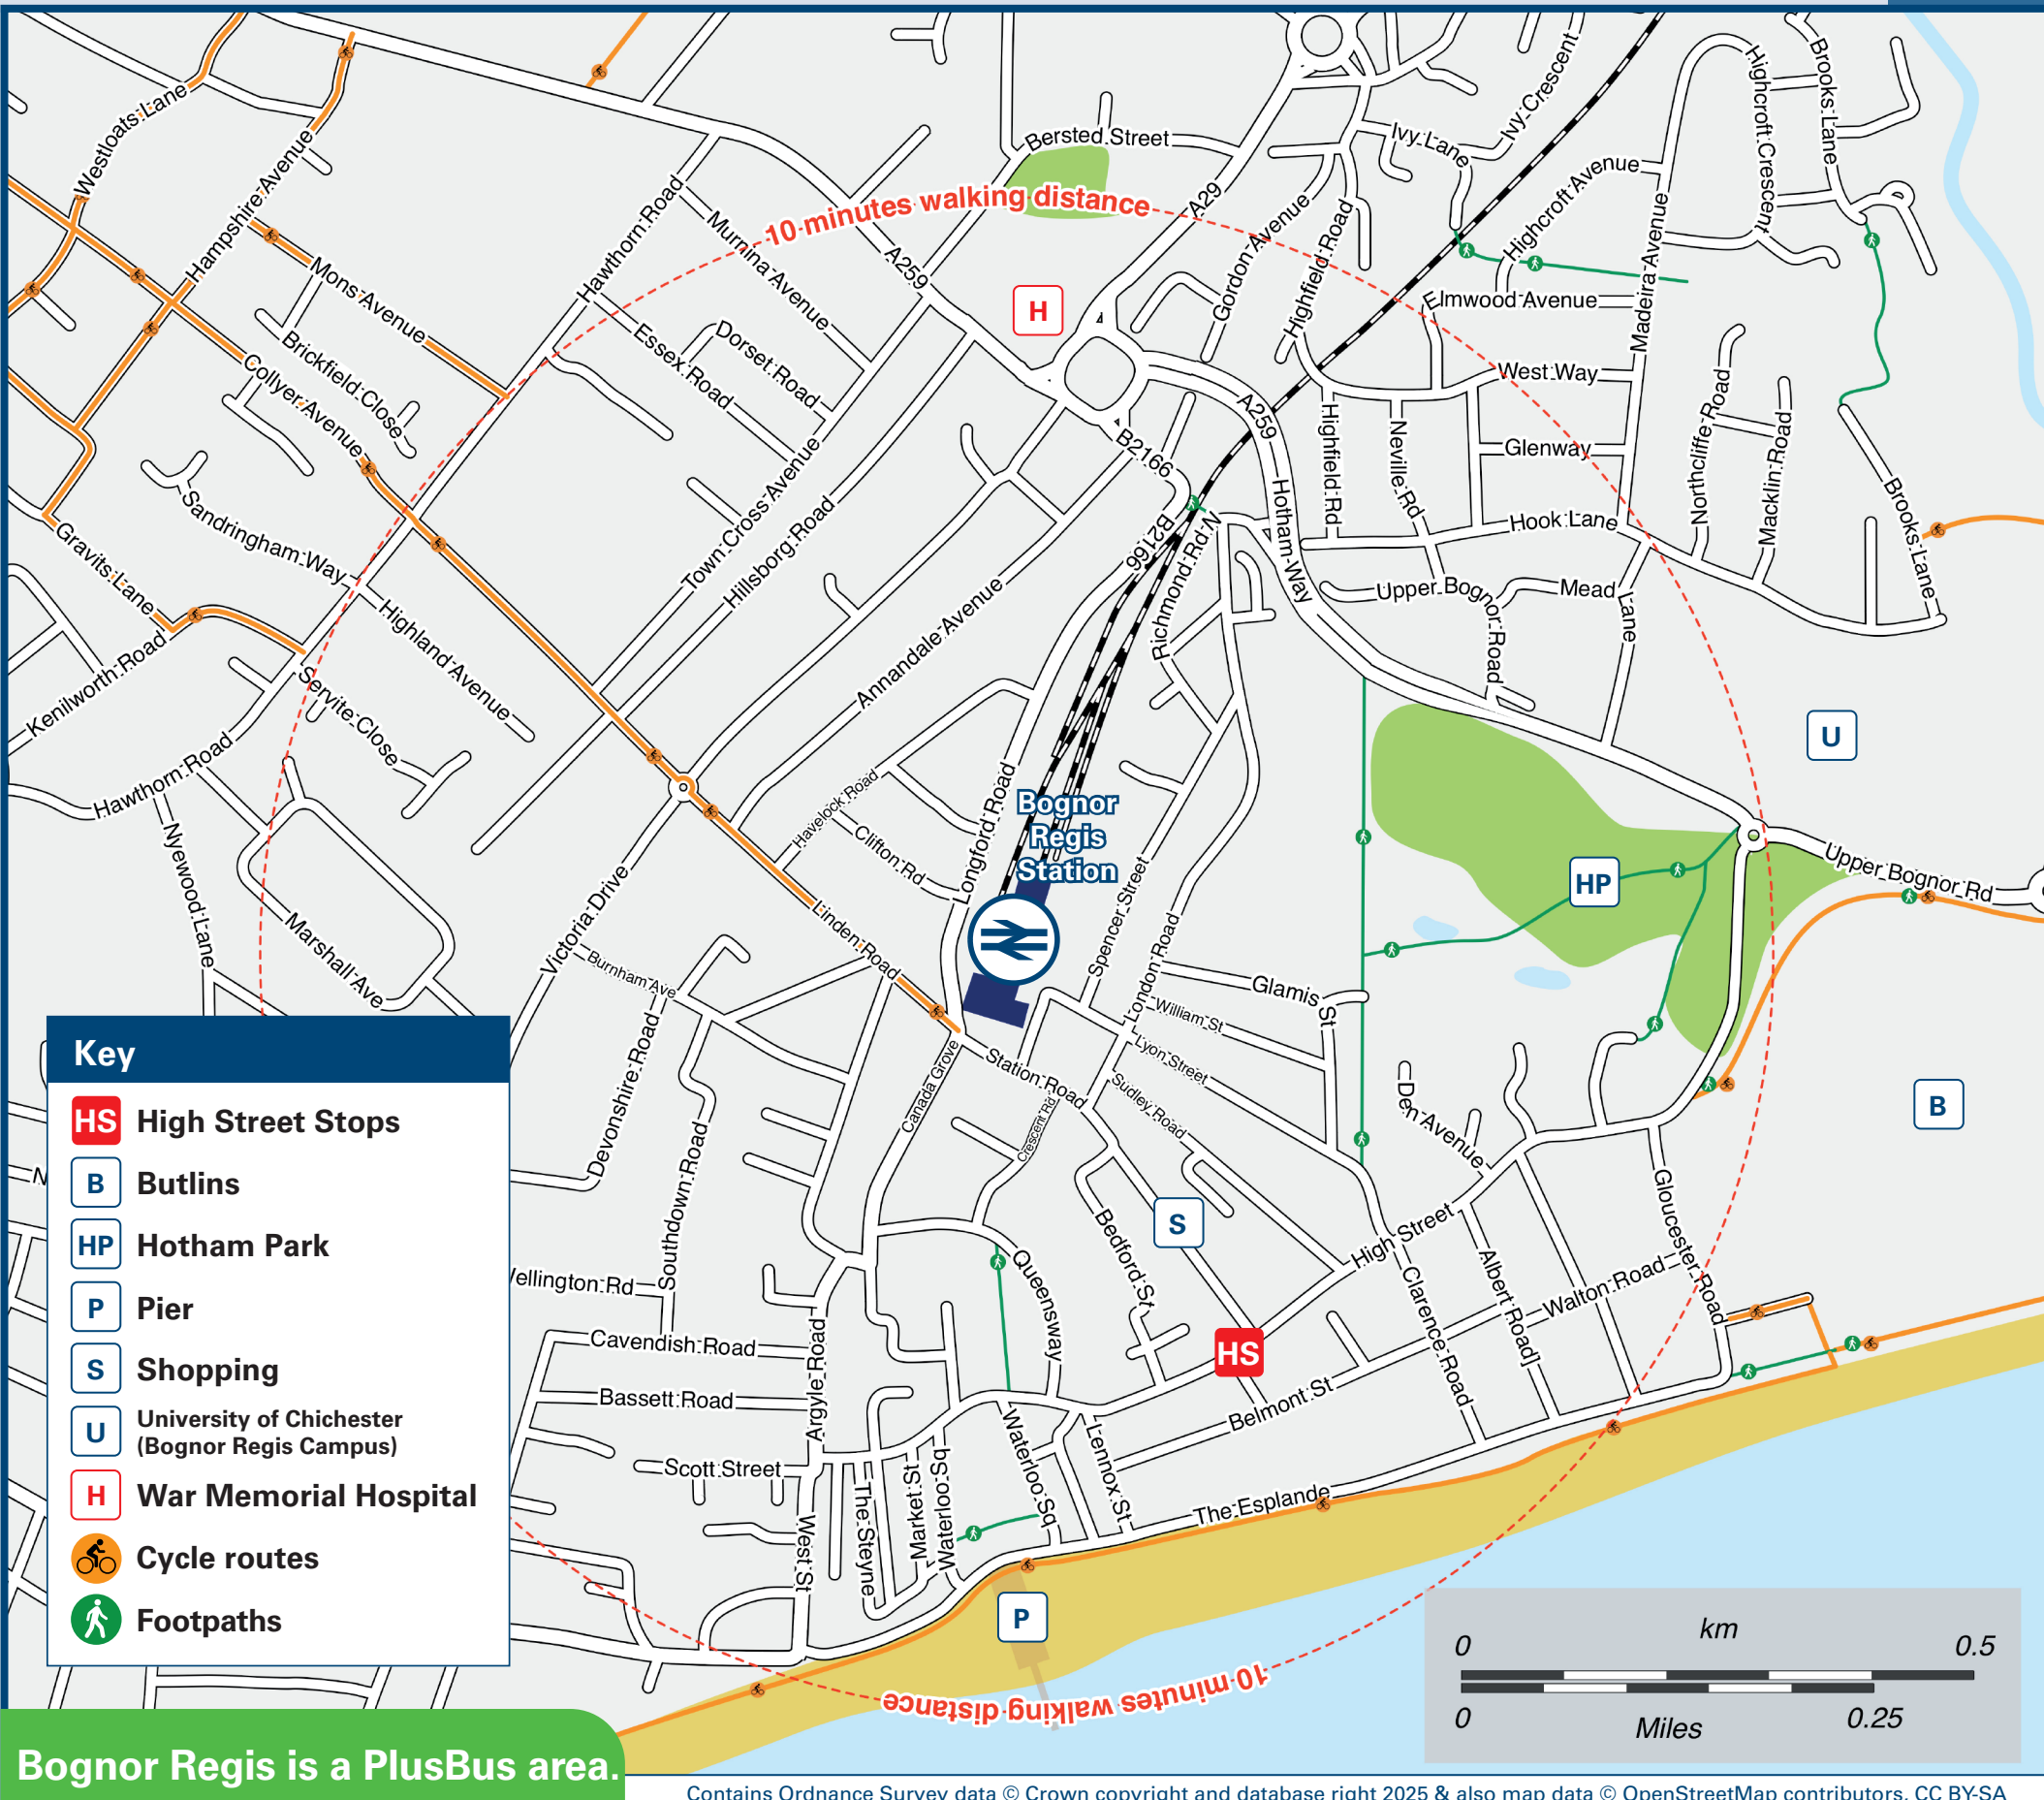 Westloats Lane
Hampshire Avenue
Bersted Street
Ivy Lane
Ivy Crescent
Highcroft Crescent
Brooks Lane
10 minutes walking distance
A29
Hawthorn Road
Murnina Avenue
A259
Gordon Avenue
Highfield Road
Highcroft Avenue
Madeira Avenue
Mons Avenue
H
Elmwood Avenue
Brickfield Close
Essex Road
Dorset Road
West Way
Collyer Avenue
A259
B2166
Highfield Rd
Neville Rd
Glenway
Northcliffe Road
Macklin Road
Brooks Lane
Sandringham Way
Town Cross Avenue
Hillsborg Road
B2166
Richmond Rd N
Hotham Way
Hook Lane
Gravits Lane
Highland Avenue
Annandale Avenue
Upper Bognor Road
Mead Lane
Kenilworth Road
Servite Close
Hawthorn Road
U
Havelock Road
Clifton Rd
Longford Road
Bognor
Regis
Station
Nyewood Lane
Marshall Ave
Victoria Drive
Linden Road
Burnham Ave
Spencer Street
London Road
HP
Upper Bognor Rd
Glamis St
William St
Lyon Street
Devonshire Road
Canada Grove
Station Road
Crescent Rd
Sudley Road
Den Avenue
B
Southdown Road
S
Bedford St
High Street
Gloucester Road
Queensway
Clarence Road
Albert Road]
Walton Road
ellington Rd
Cavendish Road
HS
Bassett Road
Argyle Road
Belmont St
Scott Street
Waterloo Sq
Lennox St
West St
The Steyne
Market St
Waterloo Sq
The Esplande
P
10 minutes walking distance
Key
HS High Street Stops
B Butlins
HP Hotham Park
P Pier
S Shopping
U University of Chichester
(Bognor Regis Campus)
H War Memorial Hospital
Cycle routes
Footpaths
km
0 0.5
0 0.25
Miles
Bognor Regis is a PlusBus area.
Contains Ordnance Survey data © Crown copyright and database right 2025 & also map data © OpenStreetMap contributors, CC BY-SA